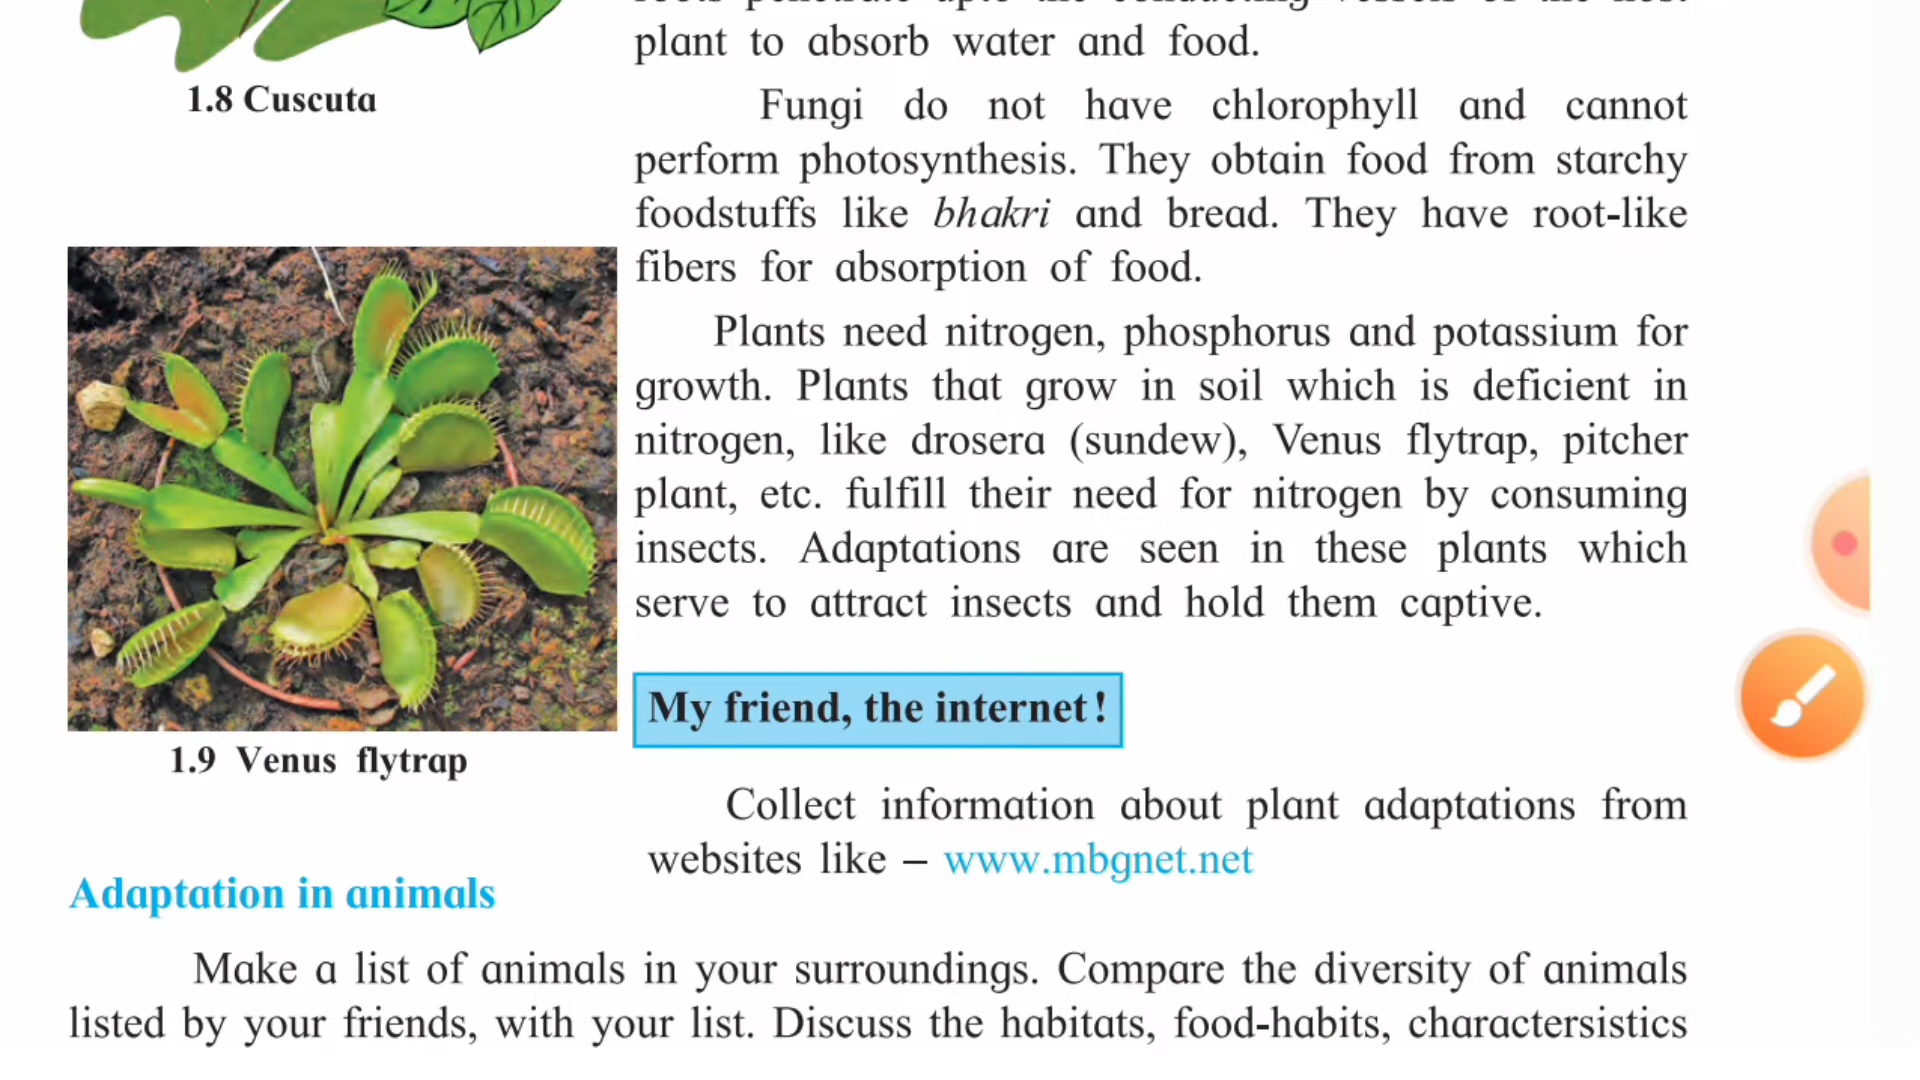 plant to absorb water and food.
1.8 Cuscuta
Fungi do not have chlorophyll and cannot
perform photosynthesis. They obtain food from starchy
foodstuffs like bhakri and bread. They have root-like
fibers for absorption of food.
Plants need nitrogen, phosphorus and potassium for
growth. Plants that grow in soil which is deficient in
nitrogen, like drosera (sundew), Venus flytrap, pitcher
plant, etc. fulfill their need for nitrogen by consuming
insects. Adaptations are seen in these plants which
serve to attract insects and hold them captive.
1.9 Venus flytrap
My friend, the internet!
Collect information about plant adaptations from
websites like – www.mbgnet.net
Adaptation in animals
Make a list of animals in your surroundings. Compare the diversity of animals
listed by your friends, with your list. Discuss the habitats, food-habits, charactersistics